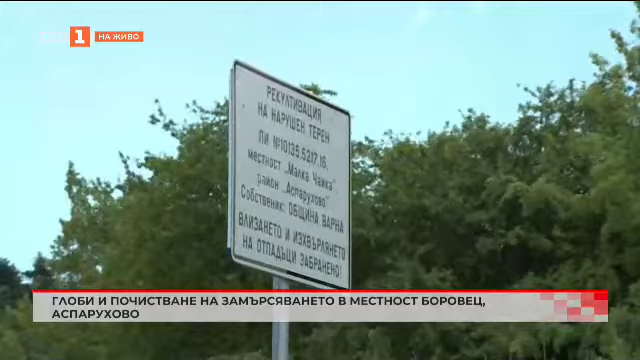 1 НА ЖИВО
РЕКУЛТИВАЦИЯ
НА НАРУШЕН ТЕРЕН
ПИ №10135.5217.16,
местност „Малка Чайка“,
район „Аспарухово“
Собственик: ОБЩИНА ВАРНА
ВЛИЗАНЕТО И ИЗХВЪРЛЯНЕТО
НА ОТПАДЪЦИ ЗАБРАНЕНО!
ГЛОБИ И ПОЧИСТВАНЕ НА ЗАМЪРСЯВАНЕТО В МЕСТНОСТ БОРОВЕЦ,
АСПАРУХОВО